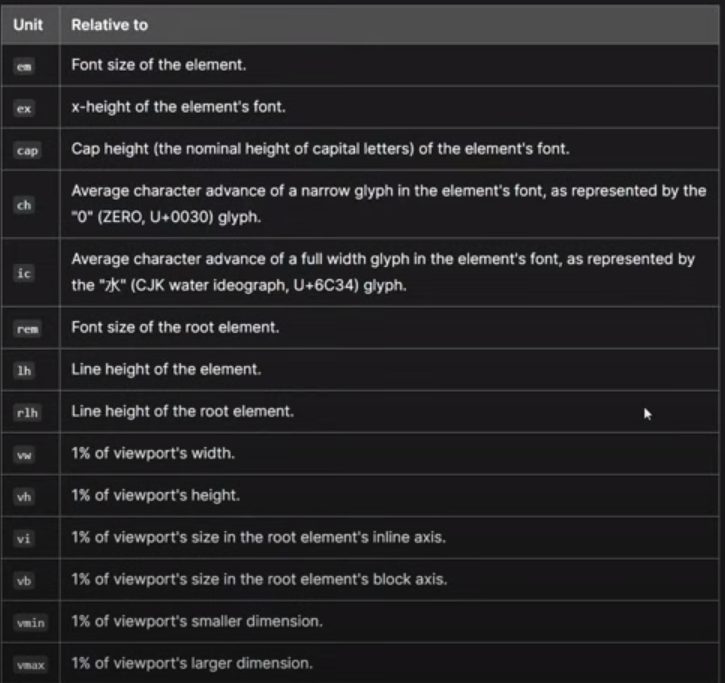 Unit Relative to
em Font size of the element.
ex x-height of the element's font.
cap Cap height (the nominal height of capital letters) of the element's font.
ch Average character advance of a narrow glyph in the element's font, as represented by the
"0" (ZERO, U+0030) glyph.
ic Average character advance of a full width glyph in the element's font, as represented by
the "水" (CJK water ideograph, U+6C34) glyph.
rem Font size of the root element.
lh Line height of the element.
rlh Line height of the root element.
vw 1% of viewport's width.
vh 1% of viewport's height.
vi 1% of viewport's size in the root element's inline axis.
vb 1% of viewport's size in the root element's block axis.
vmin 1% of viewport's smaller dimension.
vmax 1% of viewport's larger dimension.